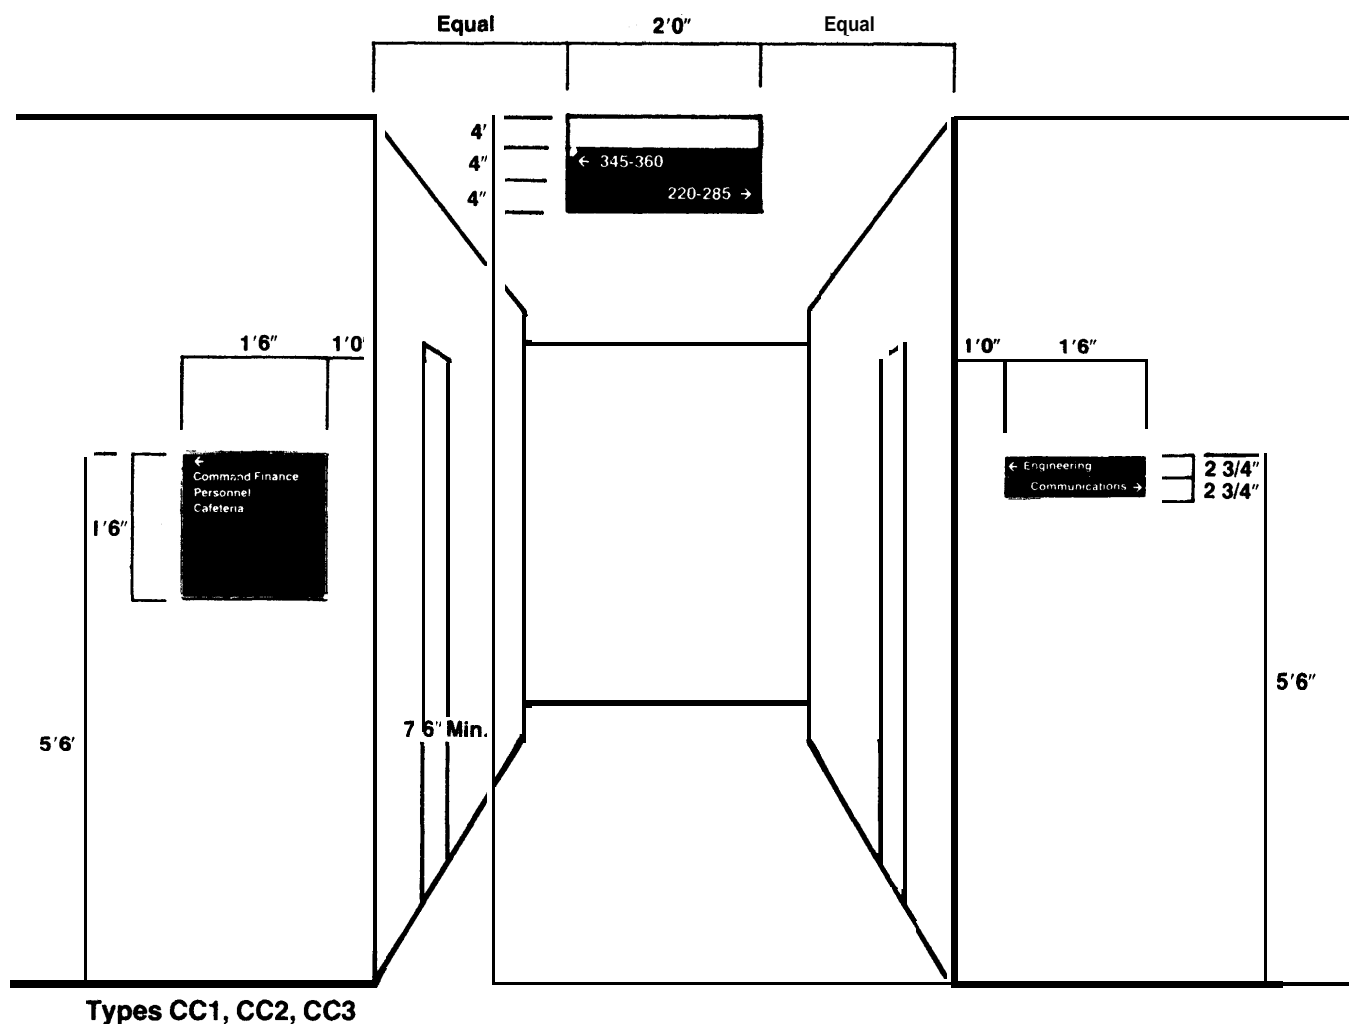 Equal 2'0" Equal
4'
4"
4"
← 345-360
220-285 →
1'6" 1'0
1'0" 1'6"
←
Command Finance
Personnel
Cafeteria
1'6"
← Engineering
Communications →
2 3/4"
2 3/4"
5'6"
7 6" Min.
5'6'
Types CC1, CC2, CC3